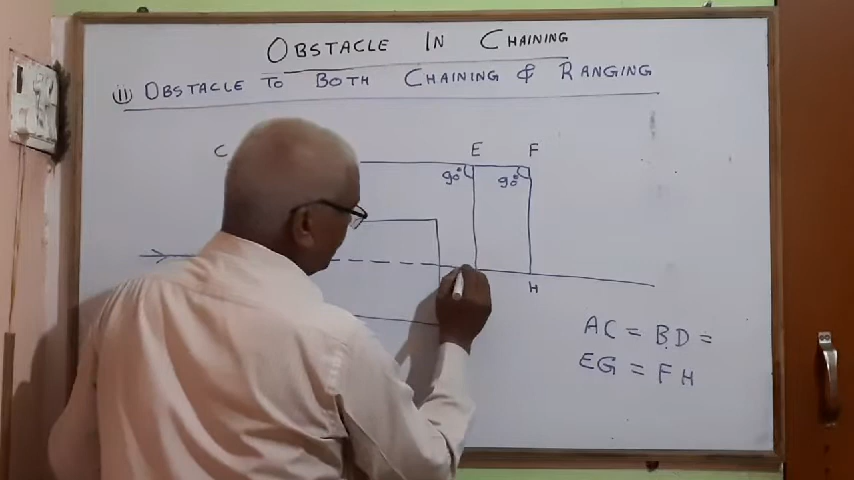 OBSTACLE IN CHAINING
(ii) OBSTACLE TO BOTH CHAINING & RANGING
C E F
90° 90°
H
AC = BD =
EG = FH